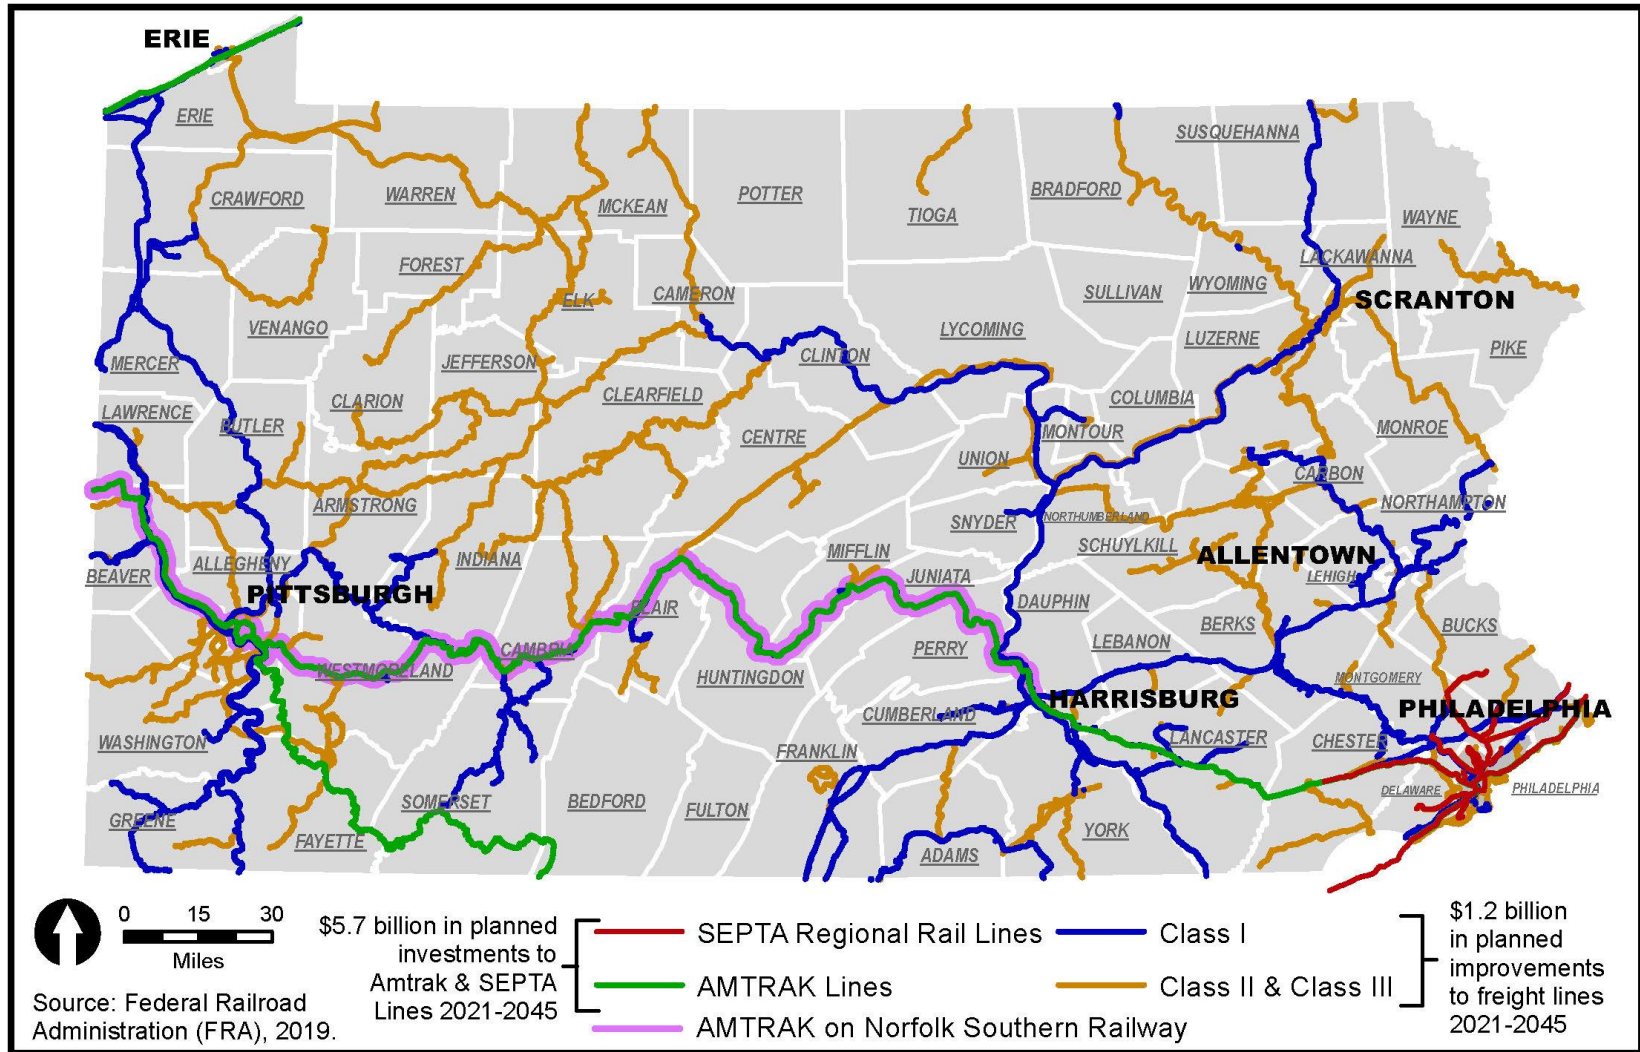 ERIE
ERIE
SUSQUEHANNA
CRAWFORD
WARREN
MCKEAN
POTTER
TIOGA
BRADFORD
WAYNE
FOREST
ELK
CAMERON
SULLIVAN
WYOMING
LACKAWANNA
SCRANTON
VENANGO
LYCOMING
LUZERNE
PIKE
MERCER
JEFFERSON
CLINTON
CLARION
CLEARFIELD
COLUMBIA
LAWRENCE
BUTLER
CENTRE
MONTOUR
MONROE
UNION
CARBON
ARMSTRONG
NORTHAMPTON
SNYDER
NORTHUMBERLAND
SCHUYLKILL
ALLENTOWN
LEHIGH
MIFFLIN
JUNIATA
INDIANA
ALLEGHENY
BEAVER
PITTSBURGH
BLAIR
DAUPHIN
BERKS
BUCKS
LEBANON
CAMBRIA
PERRY
WESTMORELAND
HUNTINGDON
MONTGOMERY
HARRISBURG
PHILADELPHIA
CUMBERLAND
WASHINGTON
FRANKLIN
LANCASTER
CHESTER
DELAWARE
PHILADELPHIA
SOMERSET
BEDFORD
FULTON
GREENE
FAYETTE
ADAMS
YORK
0 15 30
Miles
Source: Federal Railroad
Administration (FRA), 2019.
$5.7 billion in planned
investments to
Amtrak & SEPTA
Lines 2021-2045
SEPTA Regional Rail Lines
AMTRAK Lines
AMTRAK on Norfolk Southern Railway
Class I
Class II & Class III
$1.2 billion
in planned
improvements
to freight lines
2021-2045